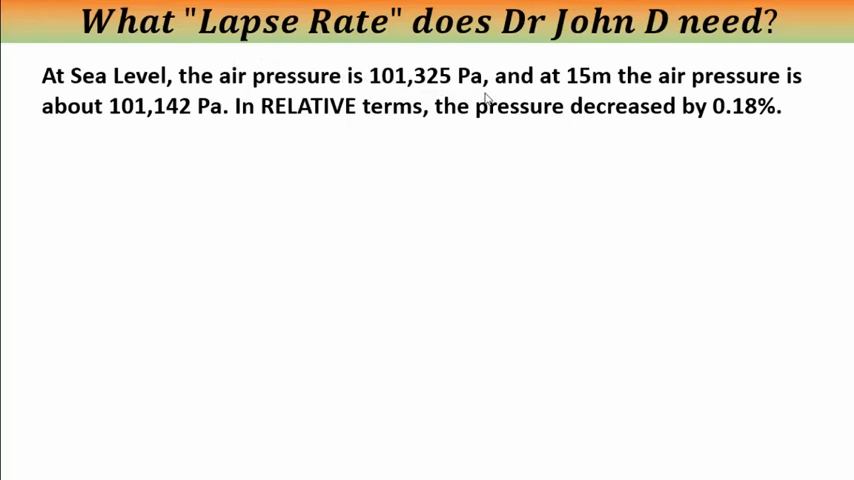 What "Lapse Rate" does Dr John D need?
At Sea Level, the air pressure is 101,325 Pa, and at 15m the air pressure is
about 101,142 Pa. In RELATIVE terms, the pressure decreased by 0.18%.